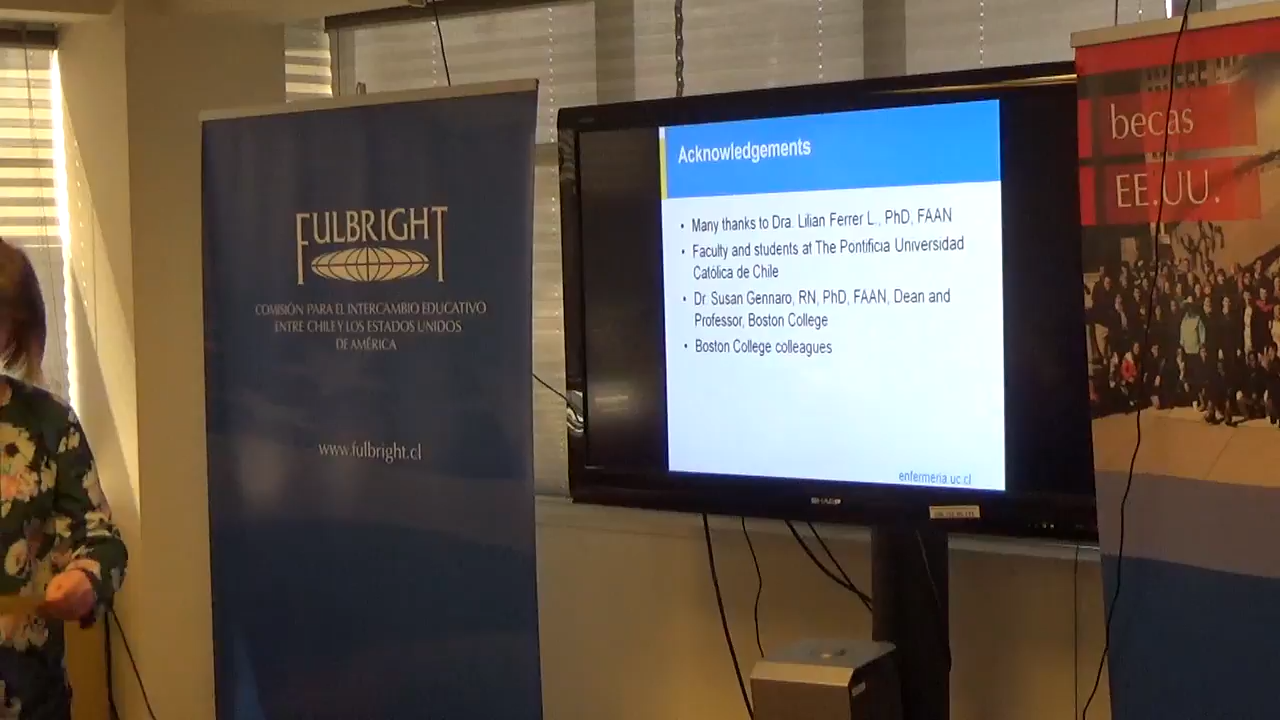 FULBRIGHT
COMISIÓN PARA EL INTERCAMBIO EDUCATIVO
ENTRE CHILE Y LOS ESTADOS UNIDOS
DE AMÉRICA
www.fulbright.cl
Acknowledgements
• Many thanks to Dra. Lilian Ferrer L., PhD, FAAN
• Faculty and students at The Pontificia Universidad
Católica de Chile
• Dr. Susan Gennaro, RN, PhD, FAAN, Dean and
Professor, Boston College
• Boston College colleagues
enfermeria.uc.cl
SHARP
becas
EE.UU.